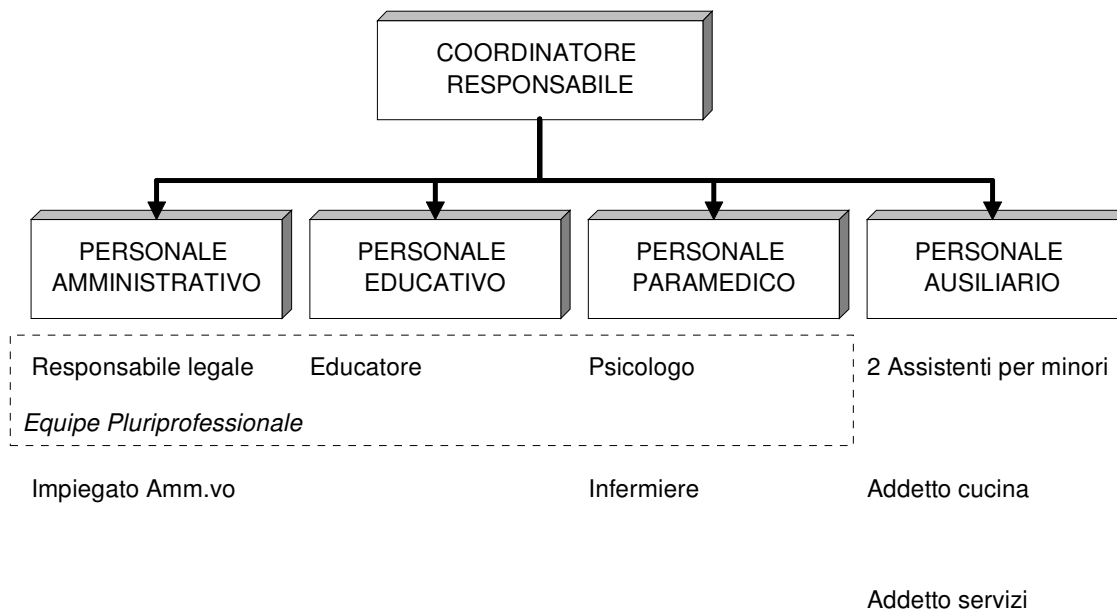 COORDINATORE
RESPONSABILE
PERSONALE
AMMINISTRATIVO
PERSONALE
EDUCATIVO
PERSONALE
PARAMEDICO
PERSONALE
AUSILIARIO
Responsabile legale
Educatore
Psicologo
2 Assistenti per minori
Equipe Pluriprofessionale
Impiegato Amm.vo
Infermiere
Addetto cucina
Addetto servizi